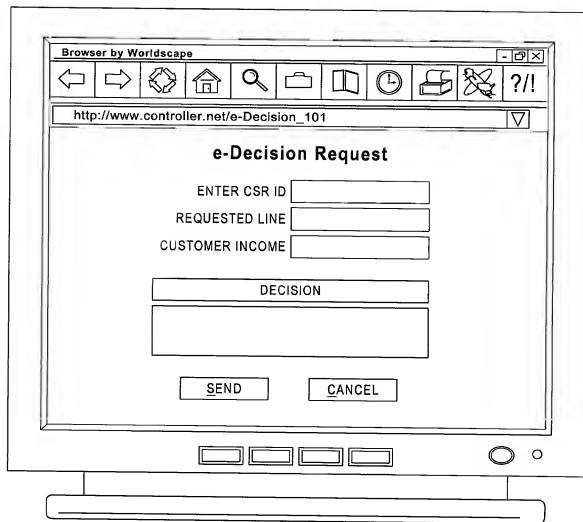 Browser by Worldscape
?/!
http://www.controller.net/e-Decision_101
e-Decision Request
ENTER CSR ID
REQUESTED LINE
CUSTOMER INCOME
DECISION
SEND CANCEL